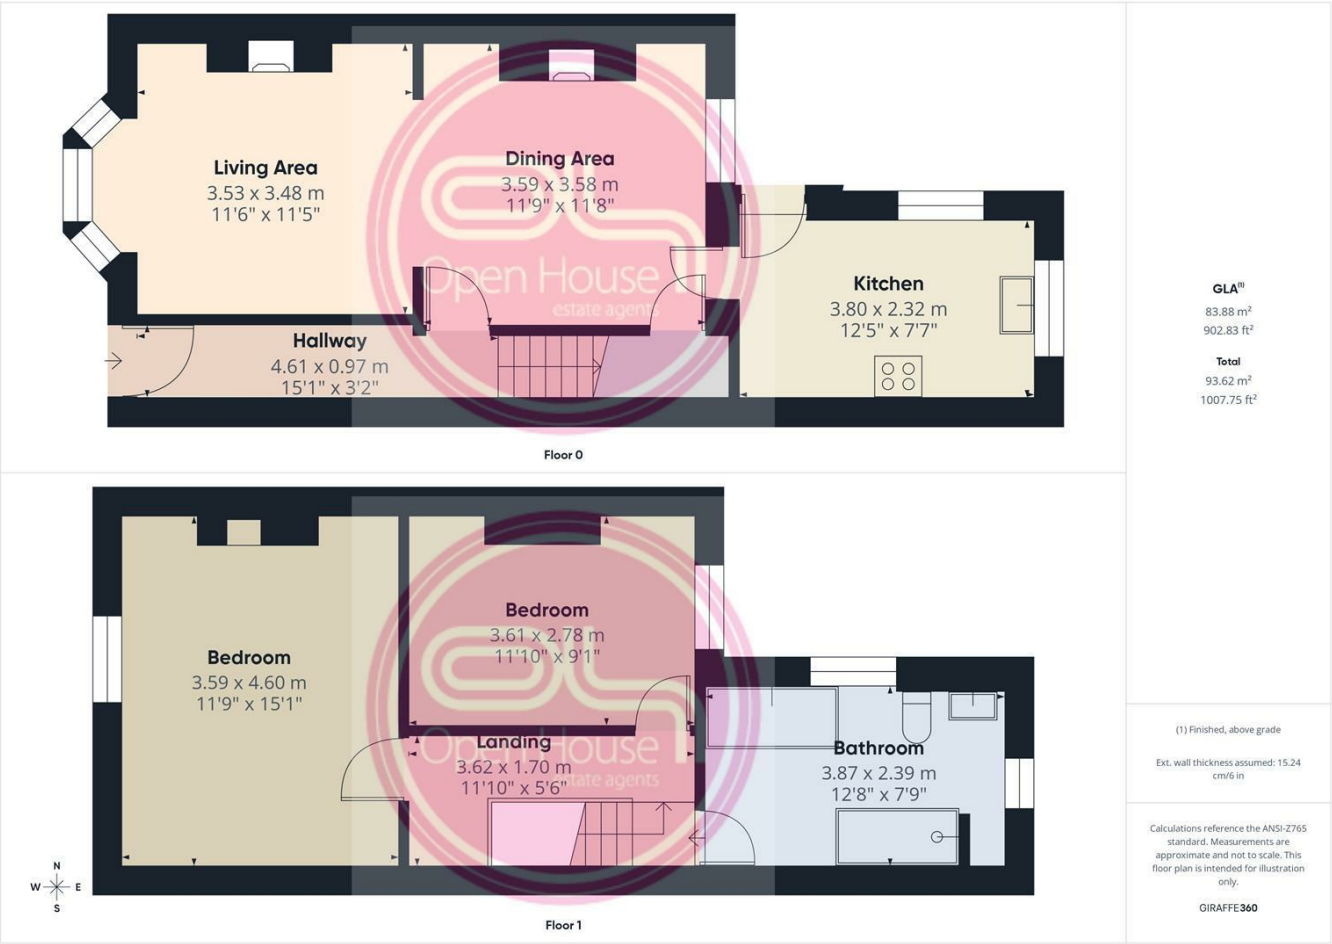 Living Area
3.53 x 3.48 m
11'6" x 11'5"
Dining Area
3.59 x 3.58 m
11'9" x 11'8"
Open House
estate agents
Kitchen
3.80 x 2.32 m
12'5" x 7'7"
Hallway
4.61 x 0.97 m
15'1" x 3'2"
Floor 0
GLA(1)
83.88 m²
902.83 ft²
Total
93.62 m²
1007.75 ft²
Bedroom
3.59 x 4.60 m
11'9" x 15'1"
Bedroom
3.61 x 2.78 m
11'10" x 9'1"
Open House
estate agents
Landing
3.62 x 1.70 m
11'10" x 5'6"
Bathroom
3.87 x 2.39 m
12'8" x 7'9"
N
W E
S
Floor 1
(1) Finished, above grade
Ext. wall thickness assumed: 15.24
cm/6 in
Calculations reference the ANSI-Z765
standard. Measurements are
approximate and not to scale. This
floor plan is intended for illustration
only.
GIRAFFE360